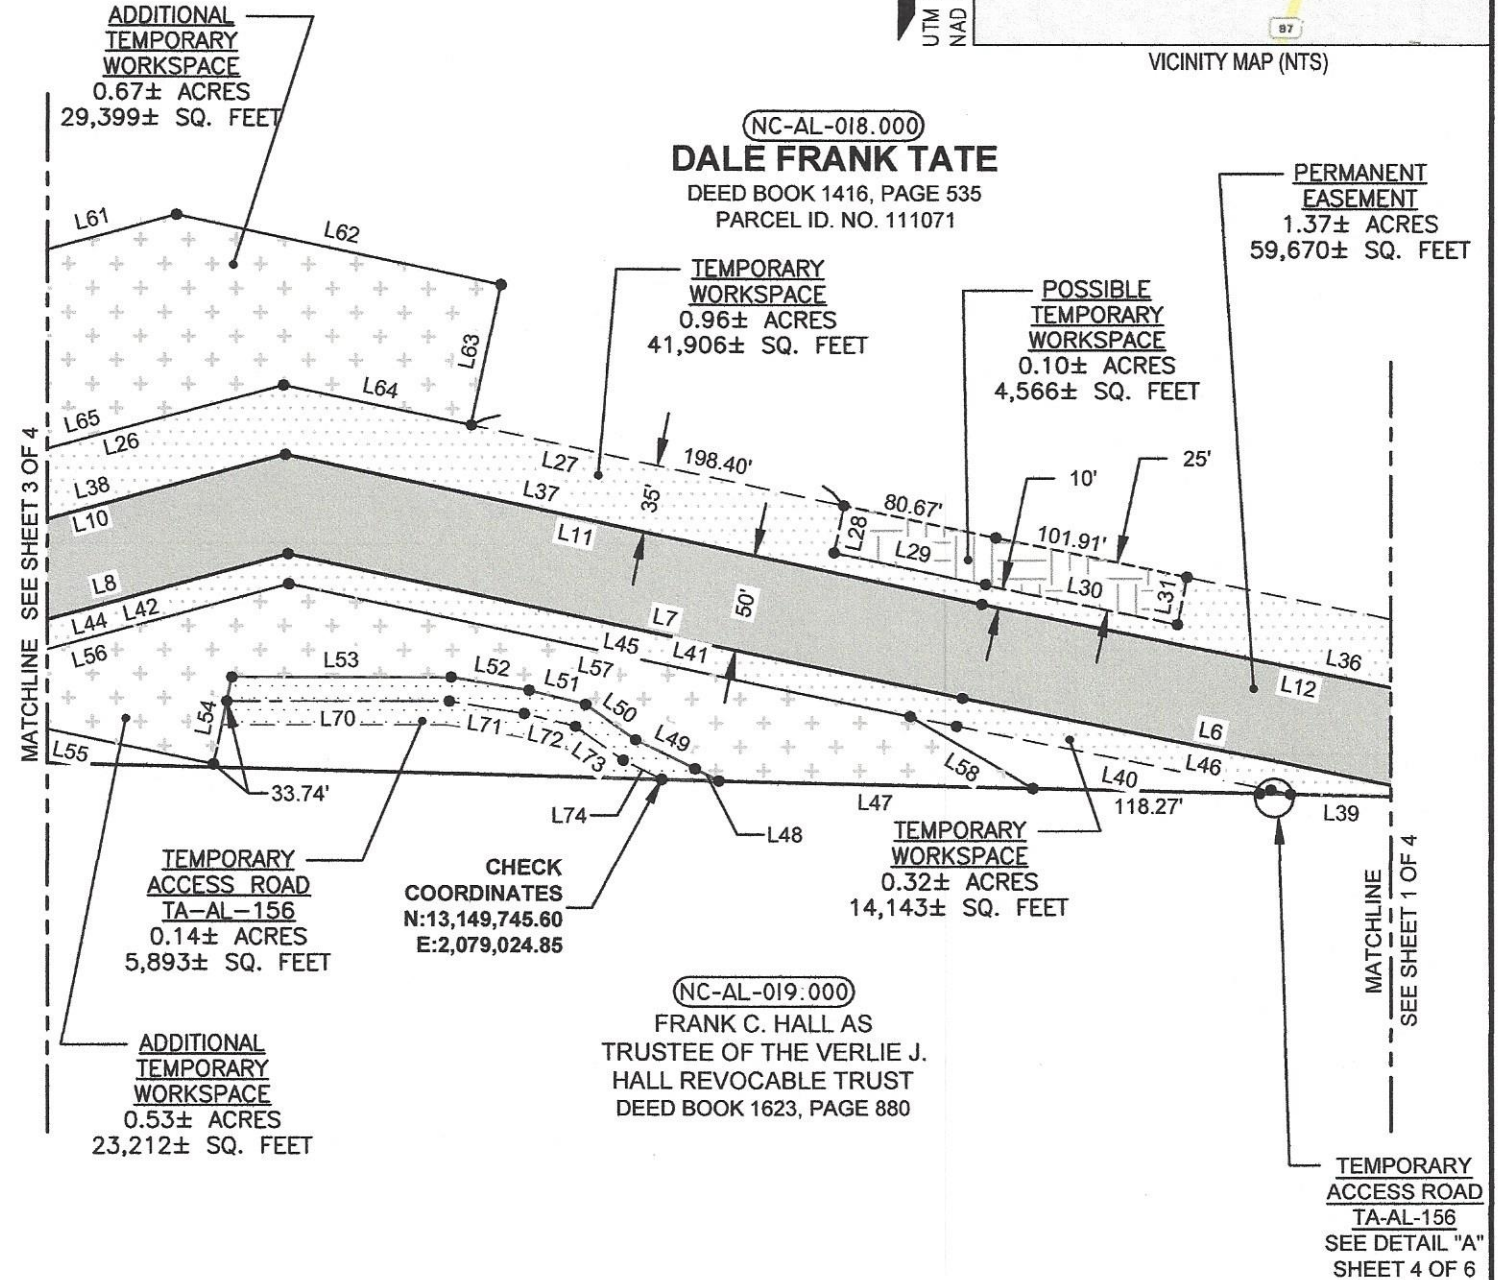 ADDITIONAL
TEMPORARY
WORKSPACE
0.67± ACRES
29,399± SQ. FEET
UTM
NAD
97
VICINITY MAP (NTS)
NC-AL-018.000
DALE FRANK TATE
DEED BOOK 1416, PAGE 535
PARCEL ID. NO. 111071
PERMANENT
EASEMENT
1.37± ACRES
59,670± SQ. FEET
TEMPORARY
WORKSPACE
0.96± ACRES
41,906± SQ. FEET
POSSIBLE
TEMPORARY
WORKSPACE
0.10± ACRES
4,566± SQ. FEET
L61
L62
L63
L64
L65
L26
L38
L10
L8
L44
L42
L56
L55
L27
L37
L11
35'
198.40'
50'
80.67'
10'
25'
101.91'
L28
L29
L30
L31
L36
L12
L7
L6
L45
L41
L57
L53
L52
L51
L50
L49
L54
L70
L71
L72
L73
L74
L48
L58
L40
L46
L47
118.27'
L39
33.74'
MATCHLINE SEE SHEET 3 OF 4
TEMPORARY
ACCESS ROAD
TA-AL-156
0.14± ACRES
5,893± SQ. FEET
CHECK
COORDINATES
N:13,149,745.60
E:2,079,024.85
TEMPORARY
WORKSPACE
0.32± ACRES
14,143± SQ. FEET
MATCHLINE
SEE SHEET 1 OF 4
NC-AL-019.000
FRANK C. HALL AS
TRUSTEE OF THE VERLIE J.
HALL REVOCABLE TRUST
DEED BOOK 1623, PAGE 880
ADDITIONAL
TEMPORARY
WORKSPACE
0.53± ACRES
23,212± SQ. FEET
TEMPORARY
ACCESS ROAD
TA-AL-156
SEE DETAIL "A"
SHEET 4 OF 6